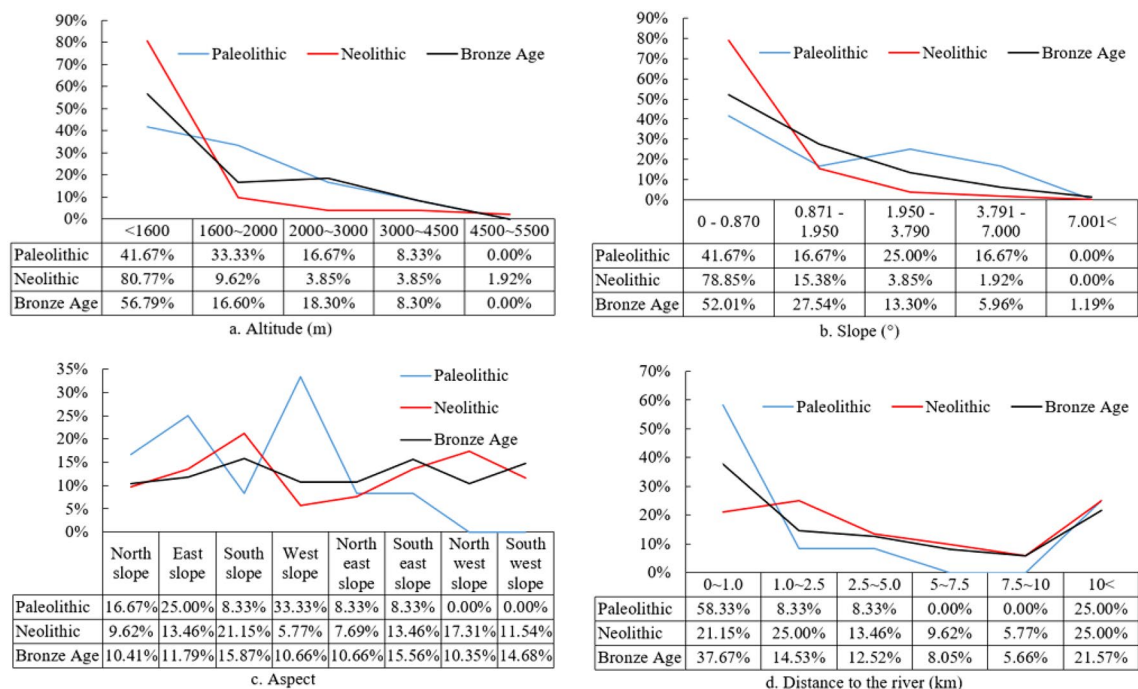 90%
80%
70%
60%
50%
40%
30%
20%
10%
0%
Paleolithic Neolithic Bronze Age
<1600 1600~2000 2000~3000 3000~4500 4500~5500
Paleolithic 41.67% 33.33% 16.67% 8.33% 0.00%
Neolithic 80.77% 9.62% 3.85% 3.85% 1.92%
Bronze Age 56.79% 16.60% 18.30% 8.30% 0.00%
a. Altitude (m)
90%
80%
70%
60%
50%
40%
30%
20%
10%
0%
Paleolithic Neolithic Bronze Age
0 - 0.870 0.871 - 1.950 - 3.791 - 7.001<
1.950 3.790 7.000
Paleolithic 41.67% 16.67% 25.00% 16.67% 0.00%
Neolithic 78.85% 15.38% 3.85% 1.92% 0.00%
Bronze Age 52.01% 27.54% 13.30% 5.96% 1.19%
b. Slope (°)
35%
30%
25%
20%
15%
10%
5%
0%
Paleolithic
Neolithic
Bronze Age
North East South West North South North South
slope slope slope slope east east west west
slope slope slope slope
Paleolithic 16.67% 25.00% 8.33% 33.33% 8.33% 8.33% 0.00% 0.00%
Neolithic 9.62% 13.46% 21.15% 5.77% 7.69% 13.46% 17.31% 11.54%
Bronze Age 10.41% 11.79% 15.87% 10.66% 10.66% 15.56% 10.35% 14.68%
c. Aspect
70%
60%
50%
40%
30%
20%
10%
0%
Paleolithic Neolithic Bronze Age
0~1.0 1.0~2.5 2.5~5.0 5~7.5 7.5~10 10<
Paleolithic 58.33% 8.33% 8.33% 0.00% 0.00% 25.00%
Neolithic 21.15% 25.00% 13.46% 9.62% 5.77% 25.00%
Bronze Age 37.67% 14.53% 12.52% 8.05% 5.66% 21.57%
d. Distance to the river (km)